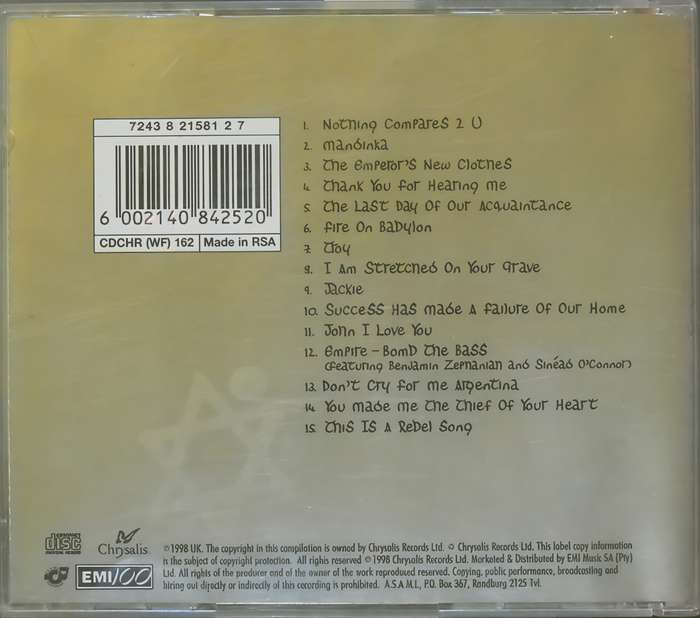 7243 8 21581 2 7
6 002140 842520
CDCHR (WF) 162 Made in RSA
1. Nothing Compares 2 U
2. Mandinka
3. The Emperor's New Clothes
4. Thank You For Hearing Me
5. The Last Day Of Our Acquaintance
6. Fire On Babylon
7. Troy
8. I Am Stretched On Your Grave
9. Jackie
10. Success Has Made A Failure Of Our Home
11. John I Love You
12. Empire - Bomb The Bass
(Featuring Benjamin Zephaniah and Sinéad O'Connor)
13. Don't Cry For Me Argentina
14. You Made Me The Thief Of Your Heart
15. This Is A Rebel Song
COMPACT
disc
DIGITAL AUDIO
Chrysalis
EMI 100
©1998 UK. The copyright in this compilation is owned by Chrysalis Records Ltd. Chrysalis Records Ltd. This label copy information
is the subject of copyright protection. All rights reserved ©1998 Chrysalis Records Ltd. Marketed & Distributed by EMI Music SA (Pty)
Ltd. All rights of the producer and of the owner of the work reproduced reserved. Copying, public performance, broadcasting and
hiring out directly or indirectly of this recording is prohibited. A.S.A.M.I., P.O. Box 367, Randburg 2125 Tvl.